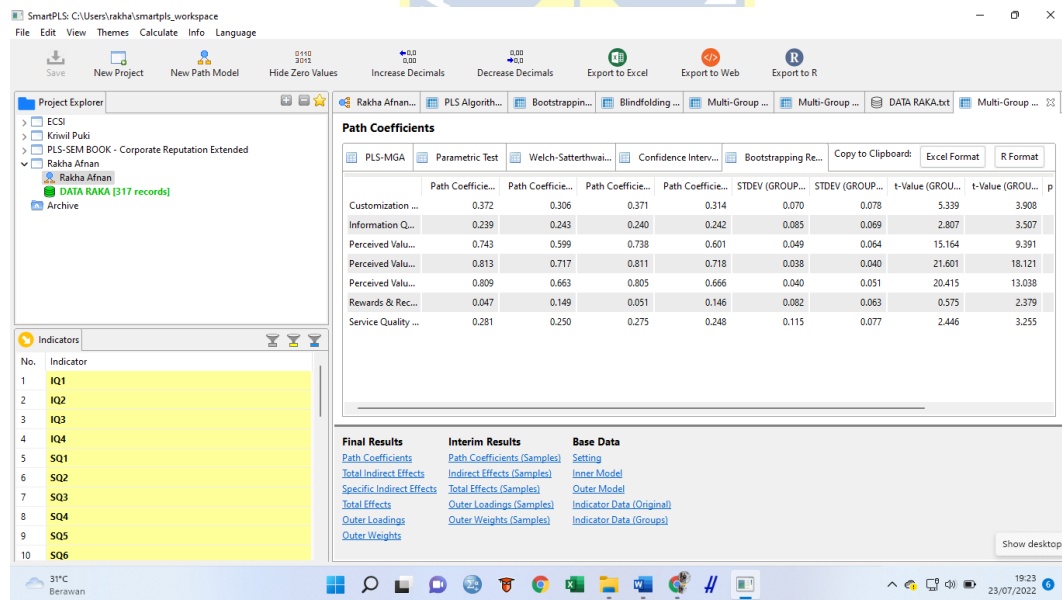 SmartPLS: C:\Users\rakha\smartpls_workspace
File Edit View Themes Calculate Info Language
Save New Project New Path Model Hide Zero Values Increase Decimals Decrease Decimals Export to Excel Export to Web Export to R
Project Explorer
ECSI
Kriwil Puki
PLS-SEM BOOK - Corporate Reputation Extended
Rakha Afnan
Rakha Afnan
DATA RAKA [317 records]
Archive
Indicators
No. Indicator
1 IQ1
2 IQ2
3 IQ3
4 IQ4
5 SQ1
6 SQ2
7 SQ3
8 SQ4
9 SQ5
10 SQ6
Rakha Afnan... PLS Algorith... Bootstrappin... Blindfolding ... Multi-Group ... Multi-Group ... DATA RAKA.txt Multi-Group ...
Path Coefficients
PLS-MGA Parametric Test Welch-Satterthwai... Confidence Interv... Bootstrapping Re... Copy to Clipboard: Excel Format R Format
Path Coefficie... Path Coefficie... Path Coefficie... Path Coefficie... STDEV (GROUP... STDEV (GROUP... t-Value (GROU... t-Value (GROU... p
Customization ... 0.372 0.306 0.371 0.314 0.070 0.078 5.339 3.908
Information Q... 0.239 0.243 0.240 0.242 0.085 0.069 2.807 3.507
Perceived Valu... 0.743 0.599 0.738 0.601 0.049 0.064 15.164 9.391
Perceived Valu... 0.813 0.717 0.811 0.718 0.038 0.040 21.601 18.121
Perceived Valu... 0.809 0.663 0.805 0.666 0.040 0.051 20.415 13.038
Rewards & Rec... 0.047 0.149 0.051 0.146 0.082 0.063 0.575 2.379
Service Quality ... 0.281 0.250 0.275 0.248 0.115 0.077 2.446 3.255
Final Results Interim Results Base Data
Path Coefficients Path Coefficients (Samples) Setting
Total Indirect Effects Indirect Effects (Samples) Inner Model
Specific Indirect Effects Total Effects (Samples) Outer Model
Total Effects Outer Loadings (Samples) Indicator Data (Original)
Outer Loadings Outer Weights (Samples) Indicator Data (Groups)
Outer Weights
Show desktop
31°C
Berawan
19:23
23/07/2022
6